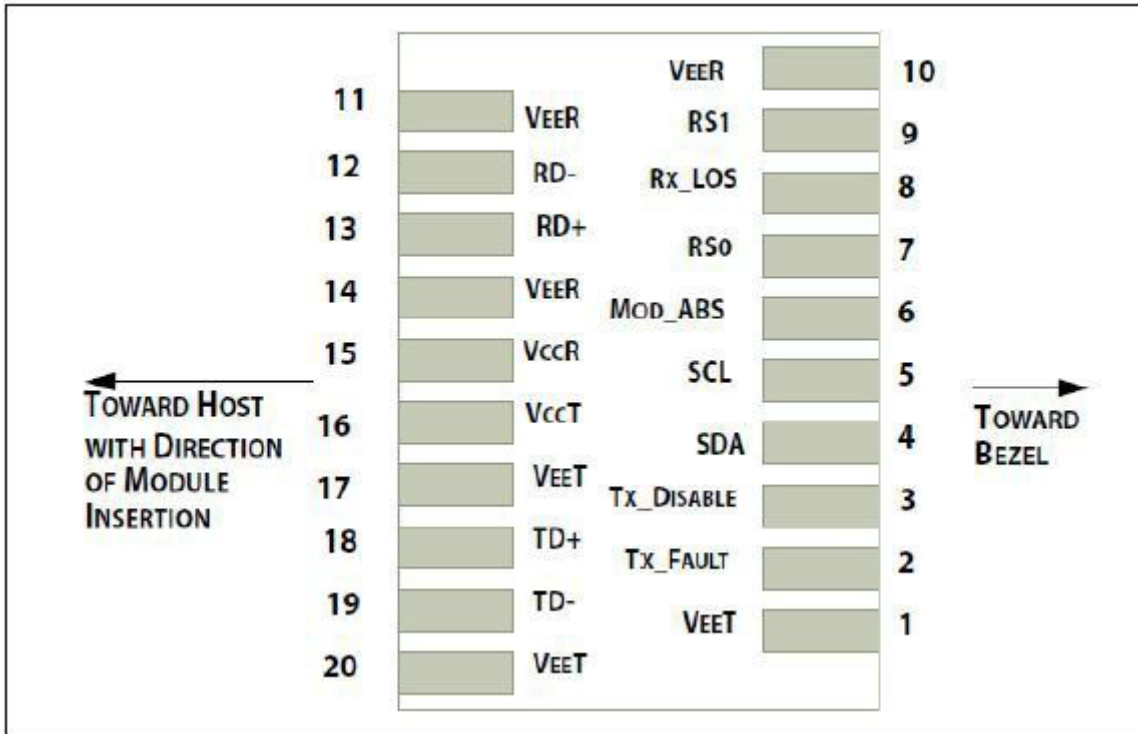 VEER 10
11 VEER
RS1 9
12 RD-
RX_LOS 8
13 RD+
RS0 7
14 VEER
MOD_ABS 6
15 VCCR
SCL 5
16 VCCT
SDA 4
17 VEET
TX_DISABLE 3
18 TD+
TX_FAULT 2
19 TD-
VEET 1
20 VEET
TOWARD HOST
WITH DIRECTION
OF MODULE
INSERTION
TOWARD
BEZEL